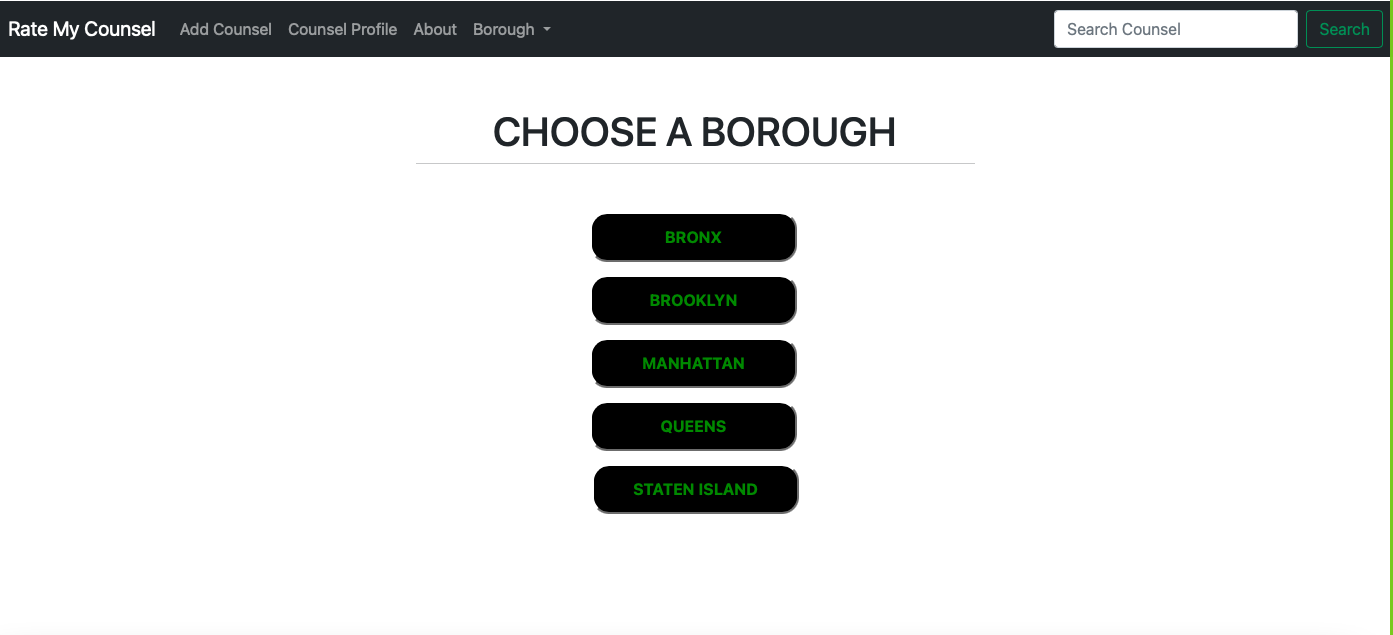 Rate My Counsel Add Counsel Counsel Profile About Borough Search Counsel Search
CHOOSE A BOROUGH
BRONX
BROOKLYN
MANHATTAN
QUEENS
STATEN ISLAND